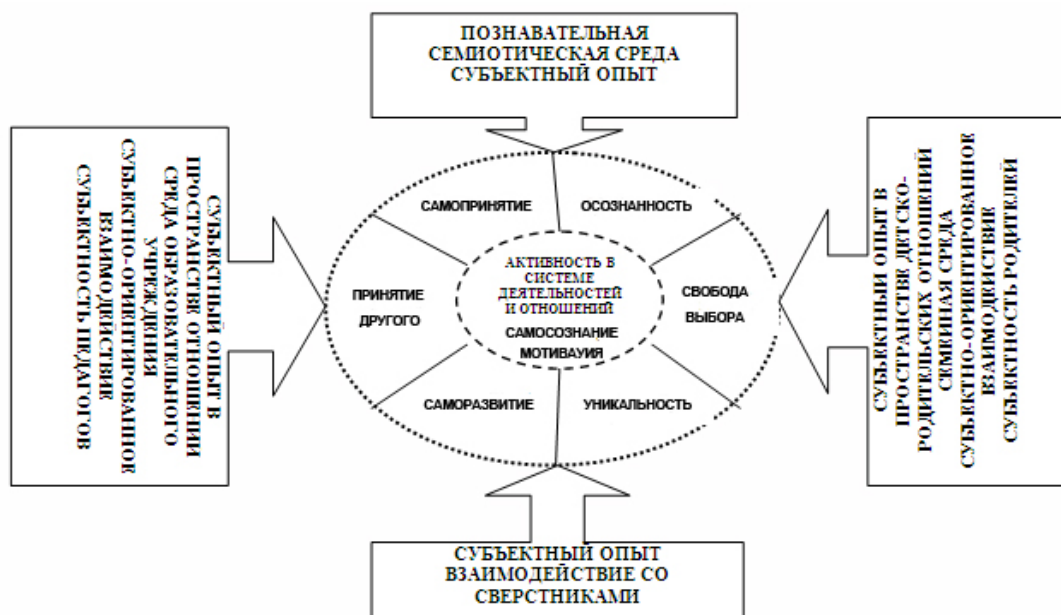 ПОЗНАВАТЕЛЬНАЯ
СЕМИОТИЧЕСКАЯ СРЕДА
СУБЪЕКТНЫЙ ОПЫТ
СУБЪЕКТНЫЙ ОПЫТ В
ПРОСТРАНСТВЕ ОТНОШЕНИИ
СРЕДА ОБРАЗОВАТЕЛЬНОГО
УЧРЕЖДЕНИЯ
СУБЪЕКТНО-ОРИЕНТИРОВАННОЕ
ВЗАИМОДЕЙСТВИЕ
СУБЪЕКТНОСТЬ ПЕДАГОГОВ
САМОПРИНЯТИЕ
ОСОЗНАННОСТЬ
ПРИНЯТИЕ
ДРУГОГО
АКТИВНОСТЬ В
СИСТЕМЕ
ДЕЯТЕЛЬНОСТЕЙ
И ОТНОШЕНИЙ
САМОСОЗНАНИЕ
МОТИВАУИЯ
СВОБОДА
ВЫБОРА
САМОРАЗВИТИЕ
УНИКАЛЬНОСТЬ
СУБЪЕКТНЫЙ ОПЫТ В
ПРОСТРАНСТВЕ ДЕТСКО-
РОДИТЕЛЬСКИХ ОТНОШЕНИЙ
СЕМЕЙНАЯ СРЕДА
СУБЪЕКТНО-ОРИЕНТИРОВАННОЕ
ВЗАИМОДЕЙСТВИЕ
СУБЪЕКТНОСТЬ РОДИТЕЛЕЙ
СУБЪЕКТНЫЙ ОПЫТ
ВЗАИМОДЕЙСТВИЕ СО
СВЕРСТНИКАМИ